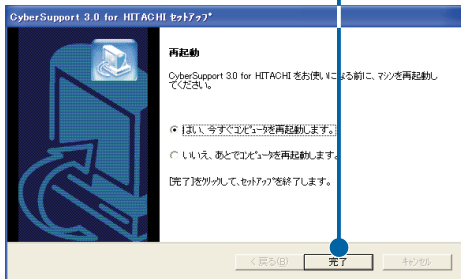 CyberSupport 3.0 for HITACHI ｾｯﾄｱｯﾌﾟ
再起動
CyberSupport 3.0 for HITACHI をお使いになる前に、ﾏｼﾝを再起動し
てください。
はい、今すぐｺﾝﾋﾟｭｰﾀを再起動します。
いいえ、あとでｺﾝﾋﾟｭｰﾀを再起動します。
[完了]をｸﾘｯｸして、ｾｯﾄｱｯﾌﾟを終了します。
< 戻る(B)　完了　ｷｬﾝｾﾙ